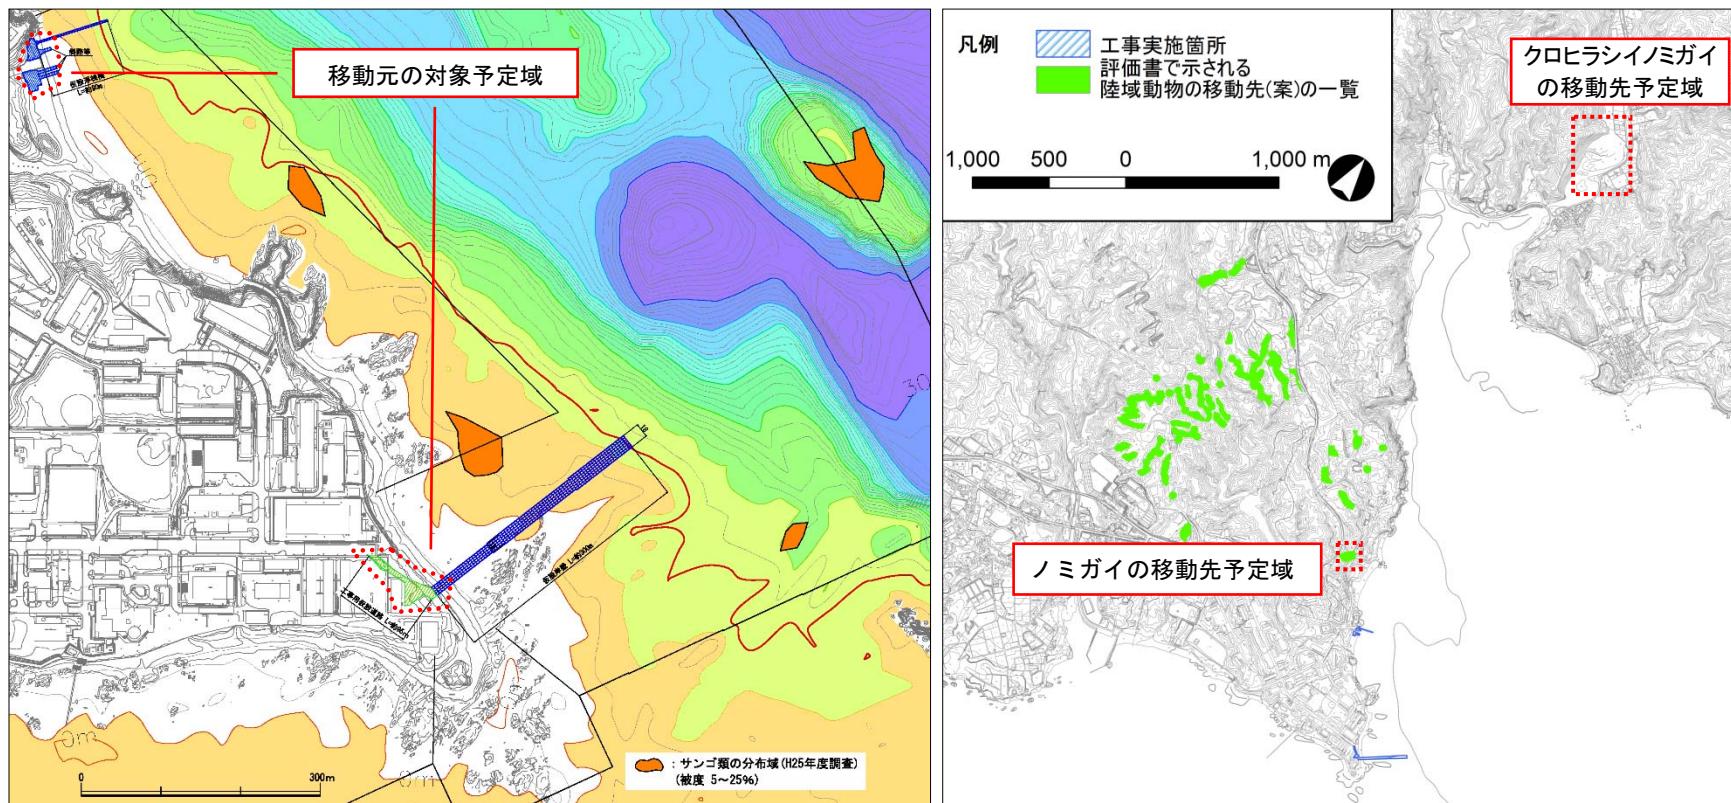 移動元の対象予定域
0m
0m
30
0
300m
：サンゴ類の分布域(H25年度調査)
(被度 5～25%)
凡例
工事実施箇所
評価書で示される
陸域動物の移動先(案)の一覧
1,000 500 0 1,000 m
クロヒラシイノミガイ
の移動先予定域
ノミガイの移動先予定域